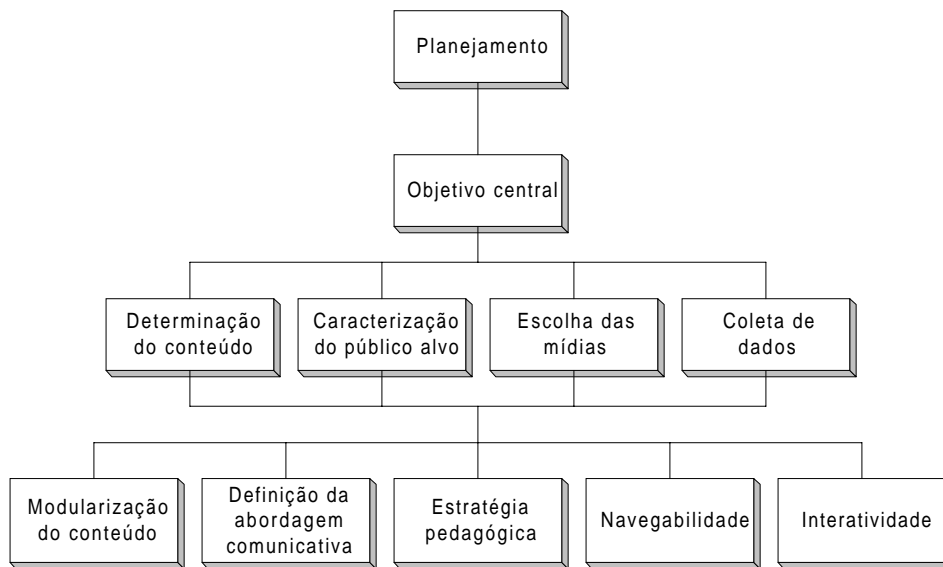 Planejamento
Objetivo central
Determinação
do conteúdo
Caracterização
do público alvo
Escolha das
mídias
Coleta de
dados
Modularização
do conteúdo
Definição da
abordagem
comunicativa
Estratégia
pedagógica
Navegabilidade
Interatividade